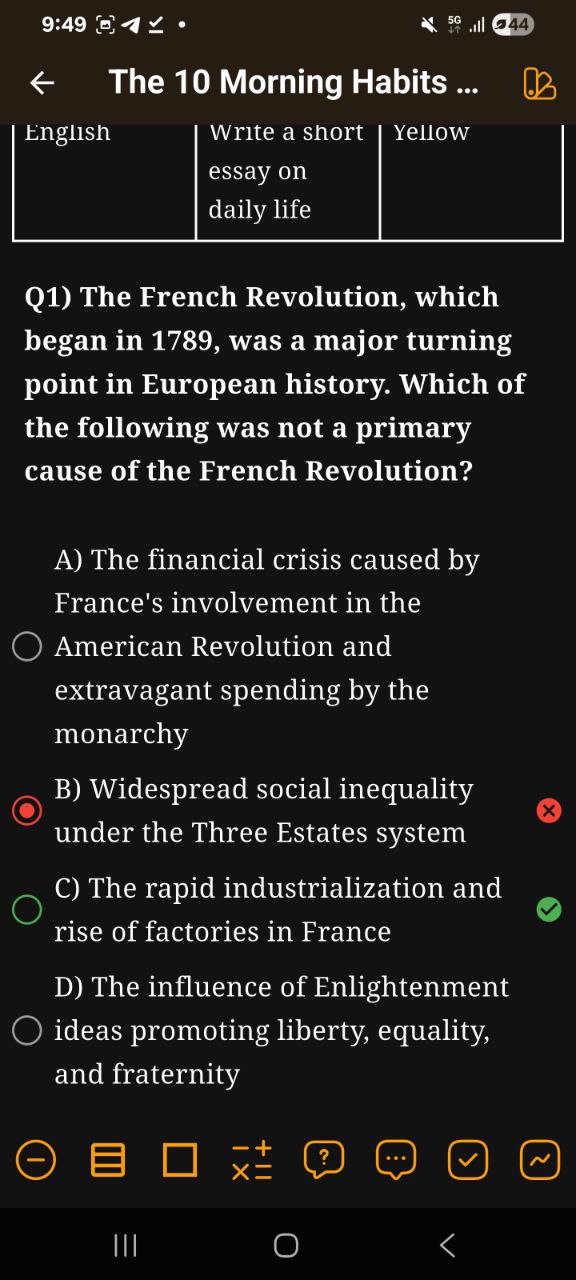 9:49
5G
44
The 10 Morning Habits ...
English
Write a short
Yellow
essay on
daily life
Q1) The French Revolution, which
began in 1789, was a major turning
point in European history. Which of
the following was not a primary
cause of the French Revolution?
A) The financial crisis caused by
France's involvement in the
American Revolution and
extravagant spending by the
monarchy
B) Widespread social inequality
under the Three Estates system
C) The rapid industrialization and
rise of factories in France
D) The influence of Enlightenment
ideas promoting liberty, equality,
and fraternity